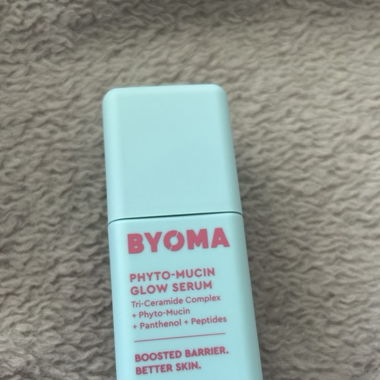 BYOMA
PHYTO-MUCIN
GLOW SERUM
Tri-Ceramide Complex
+ Phyto-Mucin
+ Panthenol + Peptides
BOOSTED BARRIER.
BETTER SKIN.